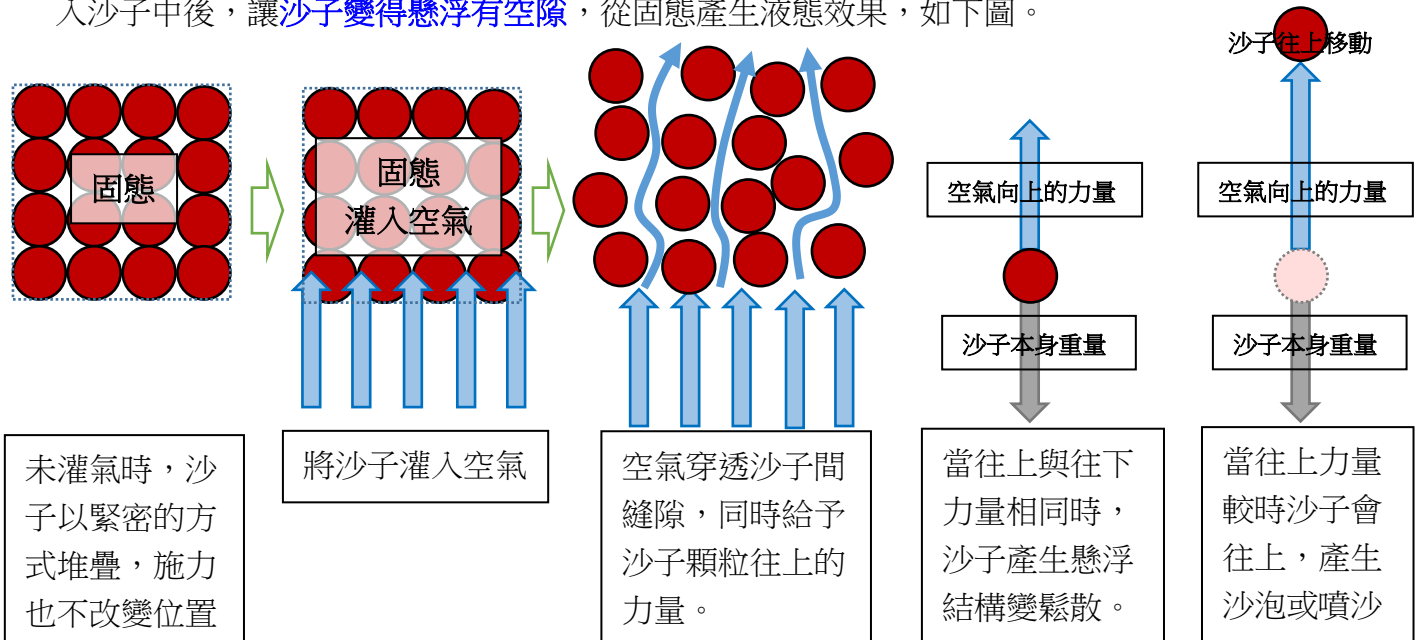 入沙子中後，讓沙子變得懸浮有空隙，從固態產生液態效果，如下圖。
沙子往上移動
固態
固態
灌入空氣
空氣向上的力量
空氣向上的力量
沙子本身重量
沙子本身重量
未灌氣時，沙
子以緊密的方
式堆疊，施力
也不改變位置
將沙子灌入空氣
空氣穿透沙子間
縫隙，同時給予
沙子顆粒往上的
力量。
當往上與往下
力量相同時，
沙子產生懸浮
結構變鬆散。
當往上力量
較時沙子會
往上，產生
沙泡或噴沙